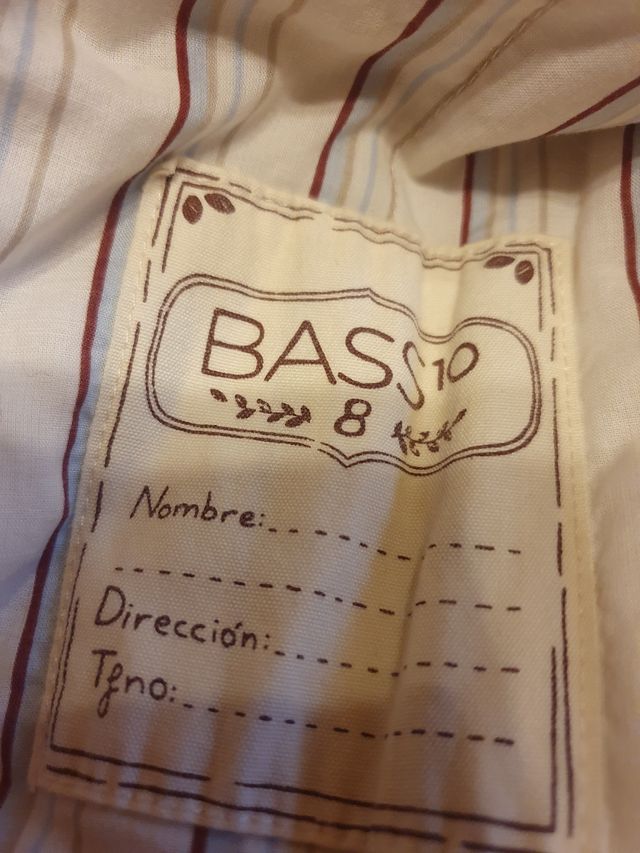 BASS10
8
Nombre:
Dirección:
Tfno: